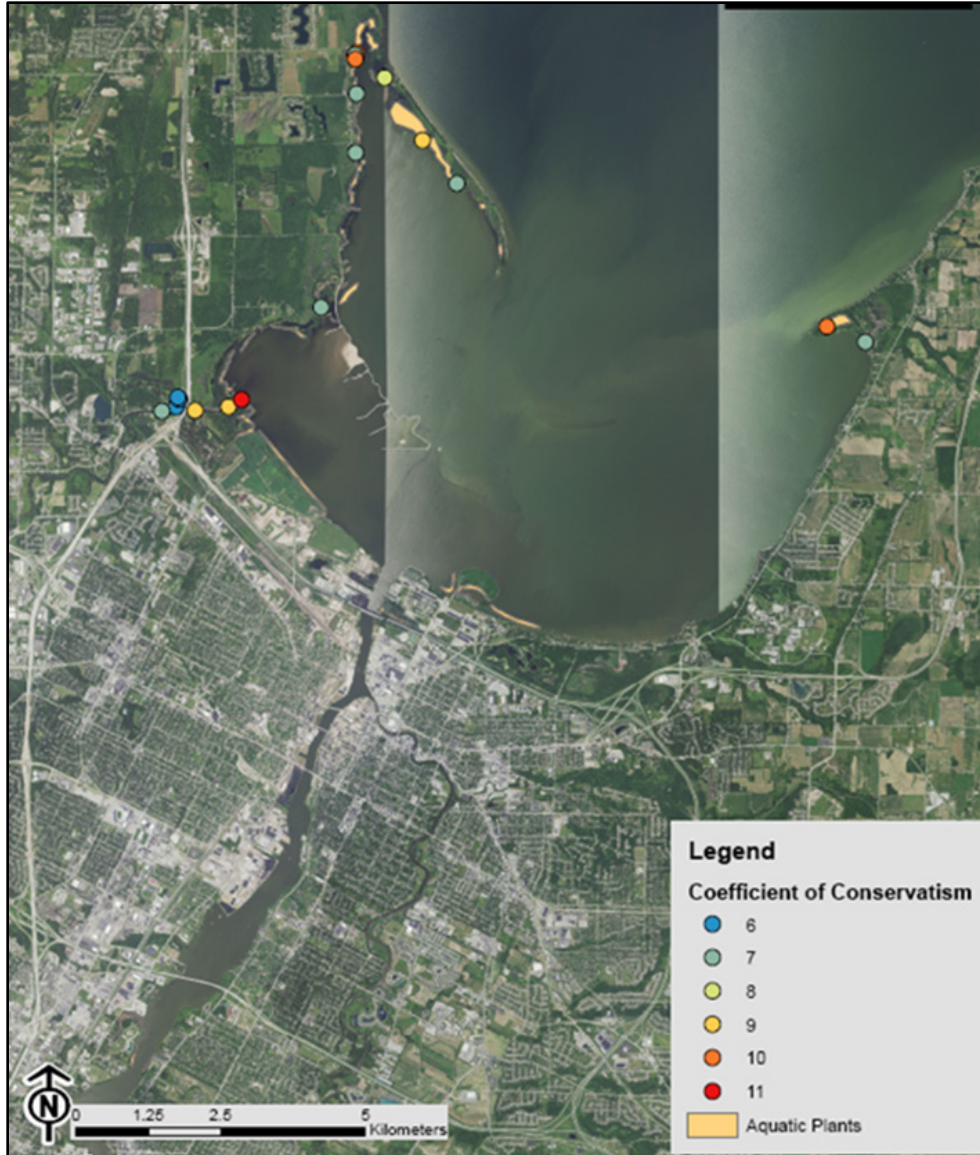 Legend
Coefficient of Conservatism
6
7
8
9
10
11
Aquatic Plants
N
0 1.25 2.5 5
Kilometers